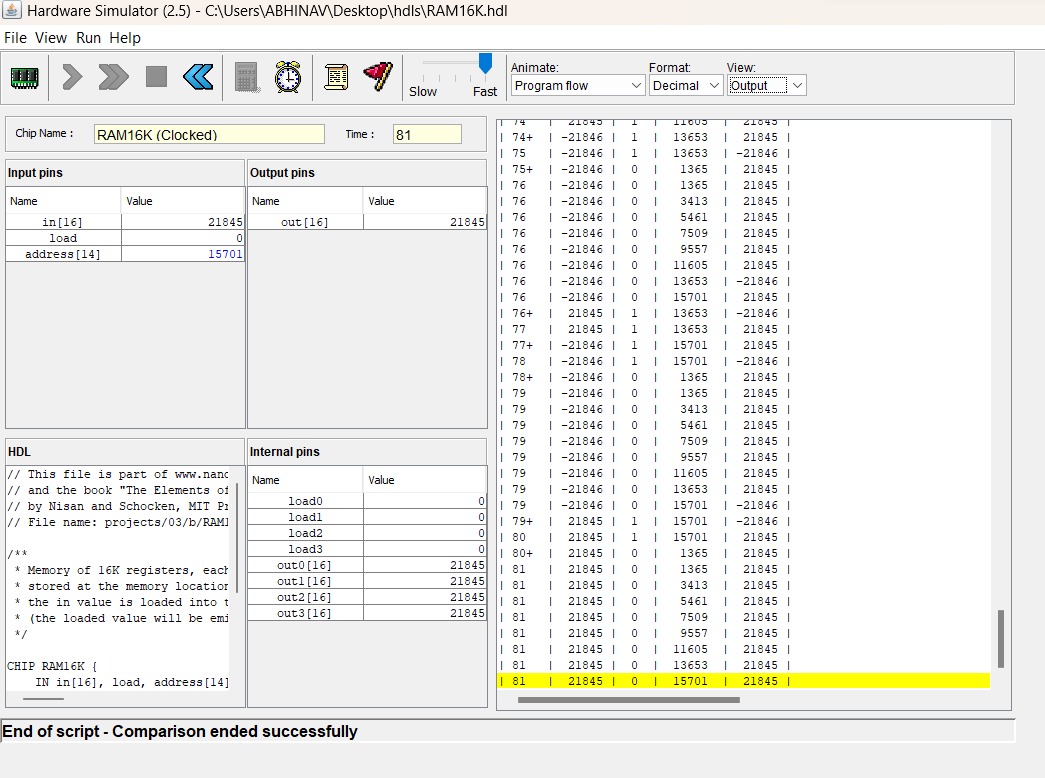 Hardware Simulator (2.5) - C:\Users\ABHINAV\Desktop\hdls\RAM16K.hdl
File View Run Help
Slow Fast
Animate: Format: View:
Program flow Decimal Output
Chip Name : RAM16K (Clocked) Time : 81
Input pins
Name Value
in[16] 21845
load 0
address[14] 15701
Output pins
Name Value
out[16] 21845
HDL
// This file is part of www.nanc
// and the book "The Elements of
// by Nisan and Schocken, MIT Pr
// File name: projects/03/b/RAM1
/**
* Memory of 16K registers, each
* stored at the memory location
* the in value is loaded into t
* (the loaded value will be emi
*/
CHIP RAM16K {
IN in[16], load, address[14]
Internal pins
Name Value
load0 0
load1 0
load2 0
load3 0
out0[16] 21845
out1[16] 21845
out2[16] 21845
out3[16] 21845
| 74 | 21845 | 1 | 11605 | 21845 |
| 74+ | -21846 | 1 | 13653 | 21845 |
| 75 | -21846 | 1 | 13653 | -21846 |
| 75+ | -21846 | 0 | 1365 | 21845 |
| 76 | -21846 | 0 | 1365 | 21845 |
| 76 | -21846 | 0 | 3413 | 21845 |
| 76 | -21846 | 0 | 5461 | 21845 |
| 76 | -21846 | 0 | 7509 | 21845 |
| 76 | -21846 | 0 | 9557 | 21845 |
| 76 | -21846 | 0 | 11605 | 21845 |
| 76 | -21846 | 0 | 13653 | -21846 |
| 76 | -21846 | 0 | 15701 | 21845 |
| 76+ | 21845 | 1 | 13653 | -21846 |
| 77 | 21845 | 1 | 13653 | 21845 |
| 77+ | -21846 | 1 | 15701 | 21845 |
| 78 | -21846 | 1 | 15701 | -21846 |
| 78+ | -21846 | 0 | 1365 | 21845 |
| 79 | -21846 | 0 | 1365 | 21845 |
| 79 | -21846 | 0 | 3413 | 21845 |
| 79 | -21846 | 0 | 5461 | 21845 |
| 79 | -21846 | 0 | 7509 | 21845 |
| 79 | -21846 | 0 | 9557 | 21845 |
| 79 | -21846 | 0 | 11605 | 21845 |
| 79 | -21846 | 0 | 13653 | 21845 |
| 79 | -21846 | 0 | 15701 | -21846 |
| 79+ | 21845 | 1 | 15701 | -21846 |
| 80 | 21845 | 1 | 15701 | 21845 |
| 80+ | 21845 | 0 | 1365 | 21845 |
| 81 | 21845 | 0 | 1365 | 21845 |
| 81 | 21845 | 0 | 3413 | 21845 |
| 81 | 21845 | 0 | 5461 | 21845 |
| 81 | 21845 | 0 | 7509 | 21845 |
| 81 | 21845 | 0 | 9557 | 21845 |
| 81 | 21845 | 0 | 11605 | 21845 |
| 81 | 21845 | 0 | 13653 | 21845 |
| 81 | 21845 | 0 | 15701 | 21845 |
End of script - Comparison ended successfully